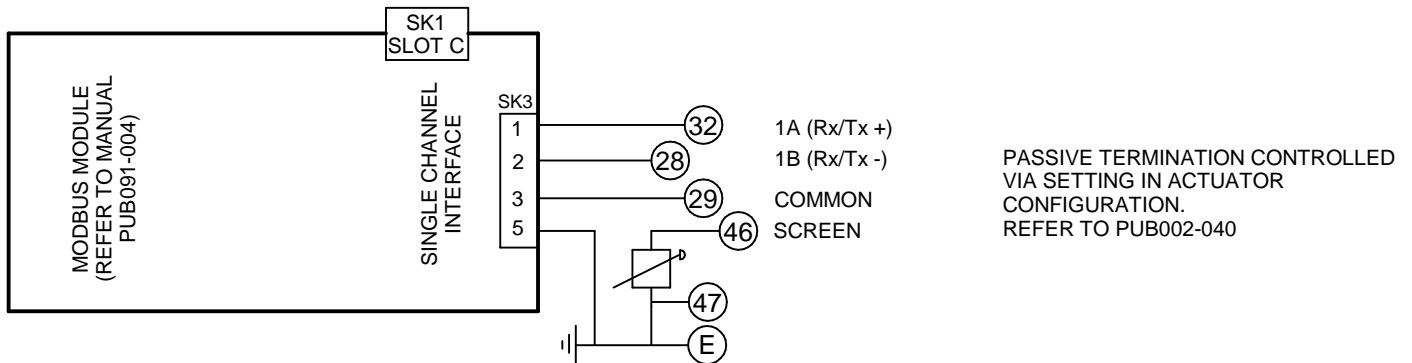 SK1
SLOT C
MODBUS MODULE
(REFER TO MANUAL
PUB091-004)
SINGLE CHANNEL
INTERFACE
SK3
1
32
1A (Rx/Tx +)
2
28
1B (Rx/Tx -)
3
29
COMMON
5
46
SCREEN
47
E
PASSIVE TERMINATION CONTROLLED
VIA SETTING IN ACTUATOR
CONFIGURATION.
REFER TO PUB002-040